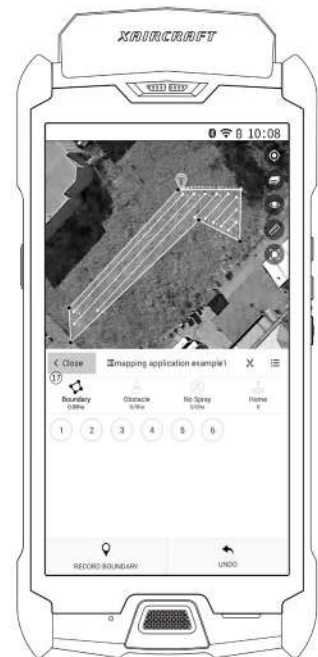 XAIRCRAFT
10:08
< Close mapping application example1
17
Boundary Obstacle No Spray Home
1 2 3 4 5 6
RECORD BOUNDARY UNDO